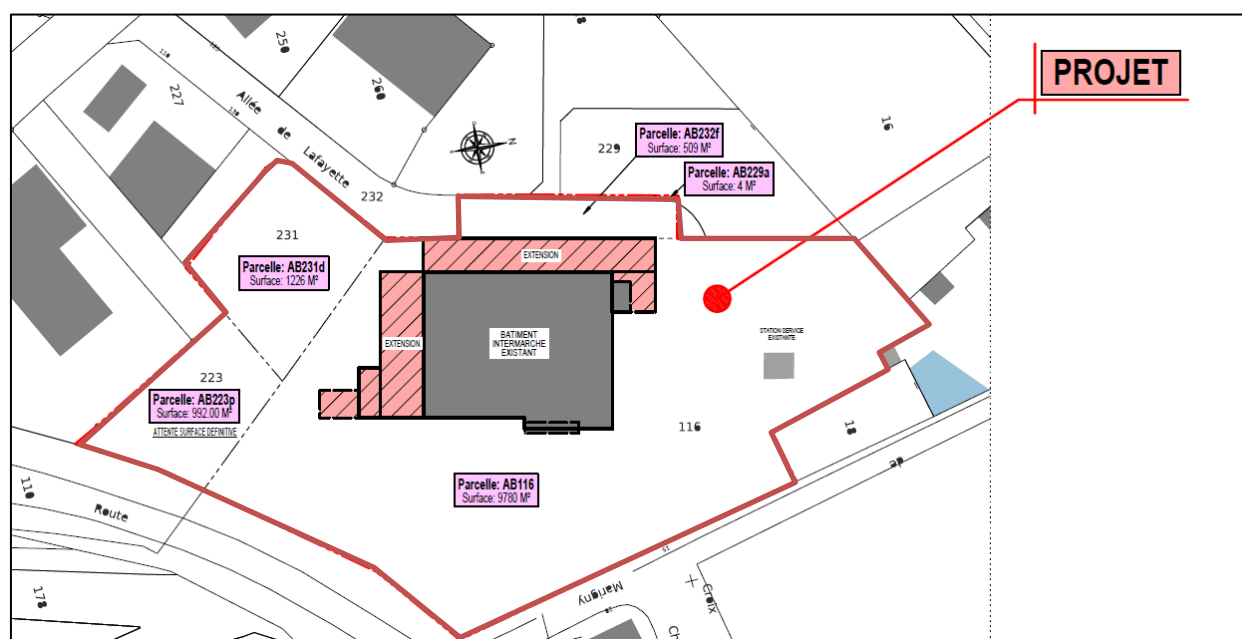 PROJET
250
260
227
Allée de Lafayette
232
229
16
Parcelle: AB232f
Surface: 509 M²
Parcelle: AB229a
Surface: 4 M²
N
231
Parcelle: AB231d
Surface: 1226 M²
EXTENSION
EXTENSION
BATIMENT
INTERMARCHE
EXISTANT
STATION SERVICE
EXISTANTE
223
Parcelle: AB223p
Surface: 992.00 M²
ATTENTE SURFACE DEFINITIVE
116
18
de
Parcelle: AB116
Surface: 9780 M²
110
Route
178
Marigny
Croix